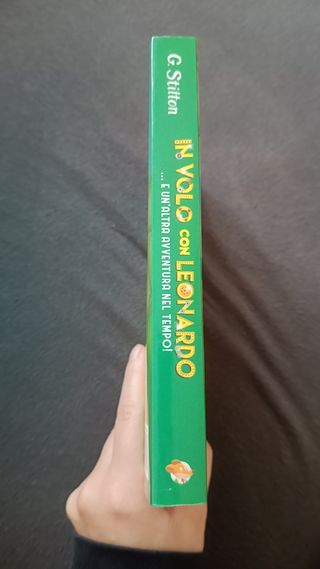 G. Stilton
IN VOLO CON LEONARDO
... E UN'ALTRA AVVENTURA NEL TEMPO!